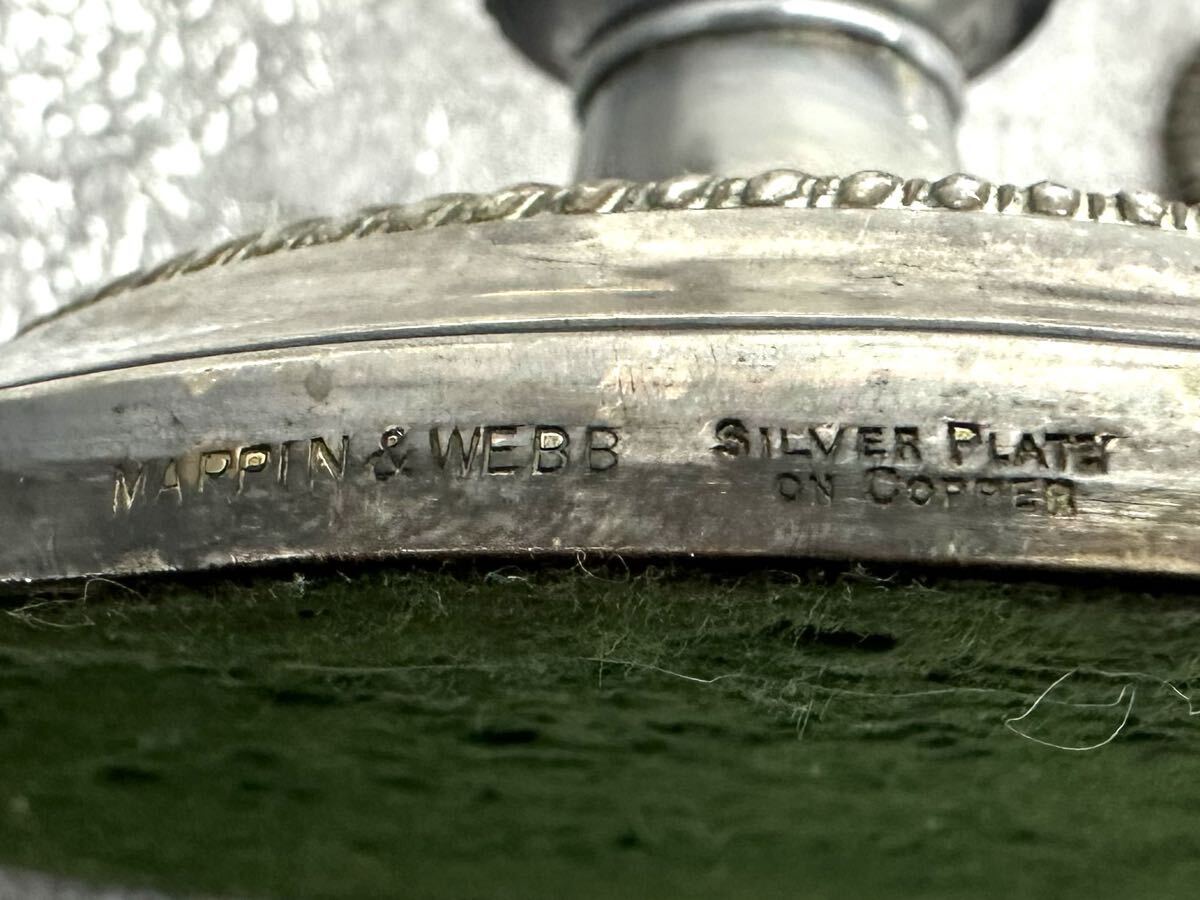 MAPPIN & WEBB
SILVER PLATE
ON COPPER